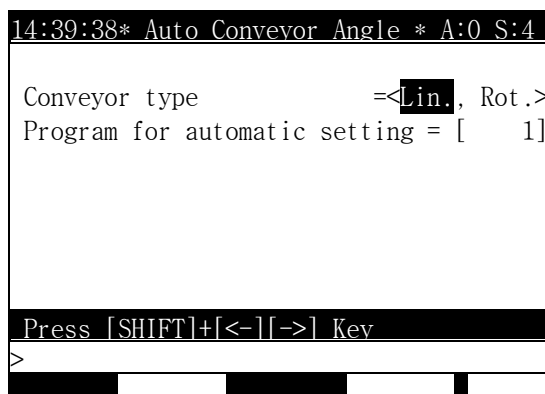 14:39:38* Auto Conveyor Angle * A:0 S:4
Conveyor type =<Lin., Rot.>
Program for automatic setting = [ 1]
Press [SHIFT]+[<-][->] Key
>